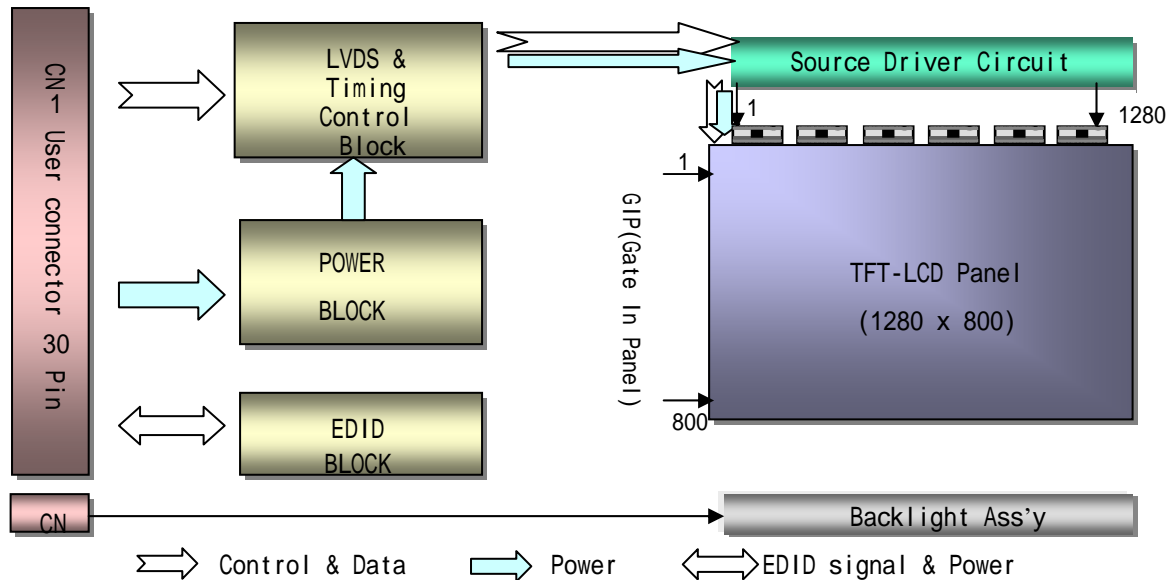 CN1 User connector 30 Pin
LVDS &
Timing
Control
Block
Source Driver Circuit
1
1280
1
GIP(Gate In Panel)
800
POWER
BLOCK
TFT-LCD Panel
(1280 x 800)
EDID
BLOCK
CN
Backlight Ass’y
Control & Data
Power
EDID signal & Power